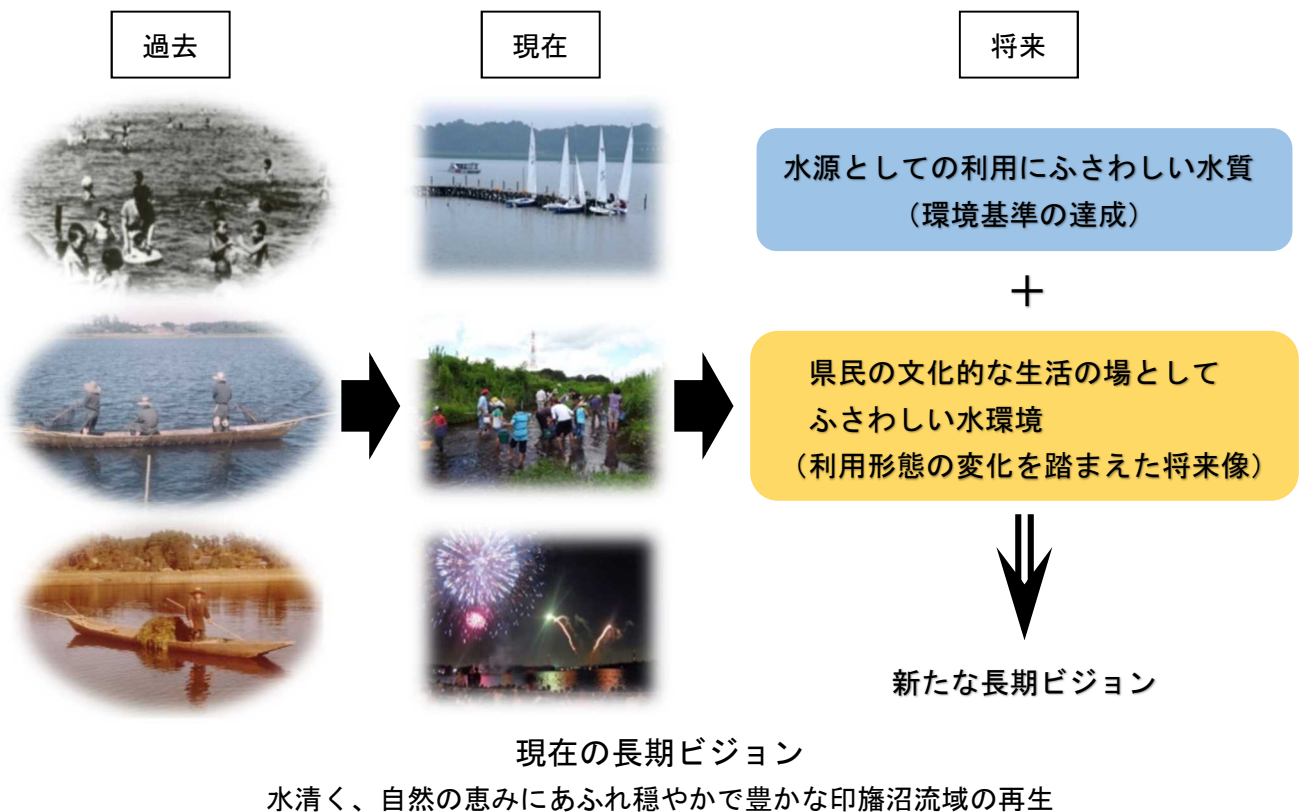 過去
現在
将来
水源としての利用にふさわしい水質
（環境基準の達成）
＋
県民の文化的な生活の場として
ふさわしい水環境
（利用形態の変化を踏まえた将来像）
新たな長期ビジョン
現在の長期ビジョン
水清く、自然の恵みにあふれ穏やかで豊かな印旛沼流域の再生